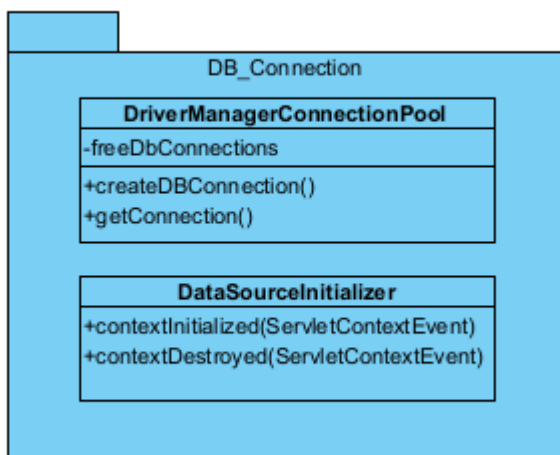 DB_Connection
DriverManagerConnectionPool
-freeDbConnections
+createDBConnection()
+getConnection()
DataSourceInitializer
+contextInitialized(ServletContextEvent)
+contextDestroyed(ServletContextEvent)